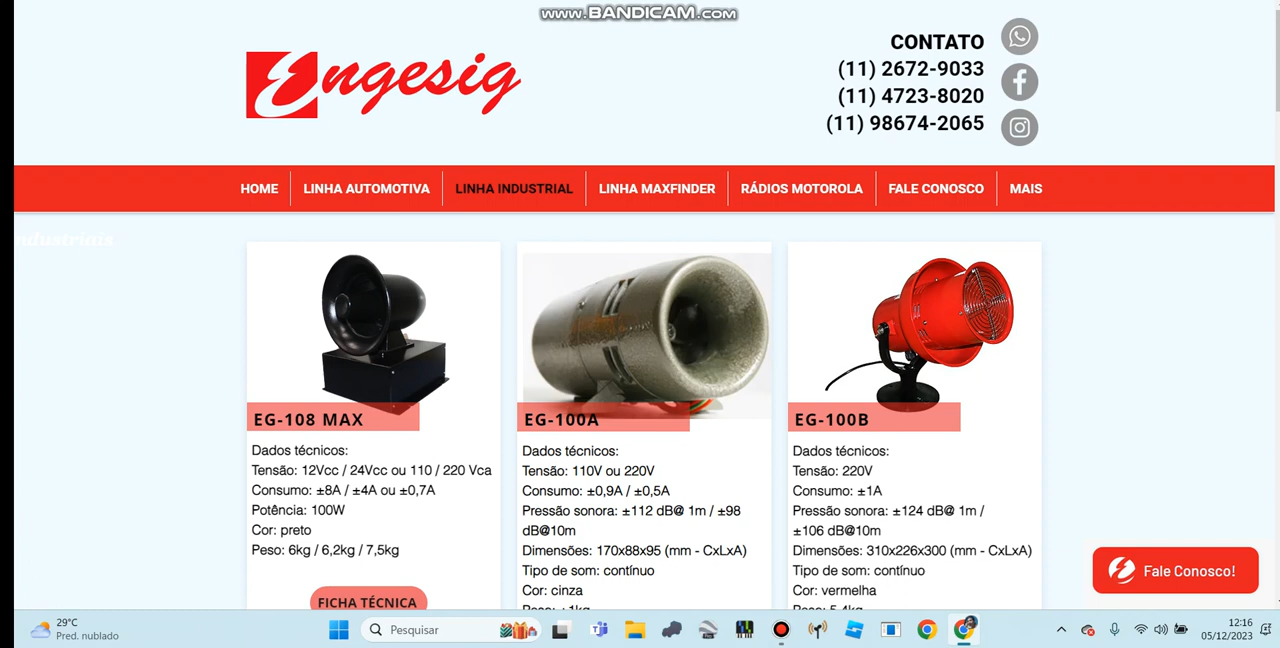 www.BANDICAM.com
Engesig
CONTATO
(11) 2672-9033
(11) 4723-8020
(11) 98674-2065
HOME
LINHA AUTOMOTIVA
LINHA INDUSTRIAL
LINHA MAXFINDER
RÁDIOS MOTOROLA
FALE CONOSCO
MAIS
ndustriais
EG-108 MAX
Dados técnicos:
Tensão: 12Vcc / 24Vcc ou 110 / 220 Vca
Consumo: ±8A / ±4A ou ±0,7A
Potência: 100W
Cor: preto
Peso: 6kg / 6,2kg / 7,5kg
FICHA TÉCNICA
EG-100A
Dados técnicos:
Tensão: 110V ou 220V
Consumo: ±0,9A / ±0,5A
Pressão sonora: ±112 dB@ 1m / ±98
dB@10m
Dimensões: 170x88x95 (mm - CxLxA)
Tipo de som: contínuo
Cor: cinza
Peso: ±1kg
EG-100B
Dados técnicos:
Tensão: 220V
Consumo: ±1A
Pressão sonora: ±124 dB@ 1m /
±106 dB@10m
Dimensões: 310x226x300 (mm - CxLxA)
Tipo de som: contínuo
Cor: vermelha
Peso: 5,4kg
Fale Conosco!
29°C
Pred. nublado
Pesquisar
12:16
05/12/2023